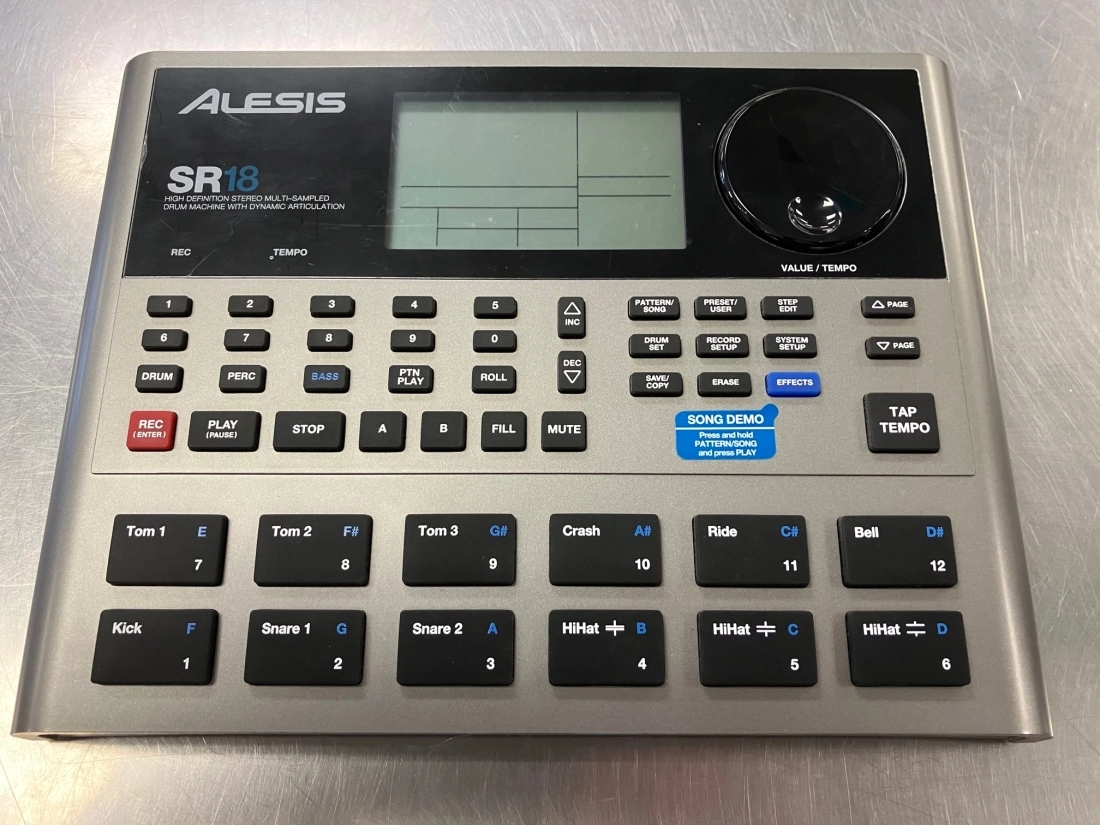 ALESIS
SR18
HIGH DEFINITION STEREO MULTI-SAMPLED
DRUM MACHINE WITH DYNAMIC ARTICULATION
REC TEMPO
VALUE / TEMPO
1 2 3 4 5
INC
PATTERN/
SONG
PRESET/
USER
STEP
EDIT
PAGE
6 7 8 9 0
DRUM
SET
RECORD
SETUP
SYSTEM
SETUP
PAGE
DRUM PERC BASS
PTN
PLAY
ROLL
DEC
SAVE/
COPY
ERASE
EFFECTS
REC
(ENTER)
PLAY
(PAUSE)
STOP
A
B
FILL
MUTE
SONG DEMO
Press and hold
PATTERN/SONG
and press PLAY
TAP
TEMPO
Tom 1 E
7
Tom 2 F#
8
Tom 3 G#
9
Crash A#
10
Ride C#
11
Bell D#
12
Kick F
1
Snare 1 G
2
Snare 2 A
3
HiHat B
4
HiHat C
5
HiHat D
6